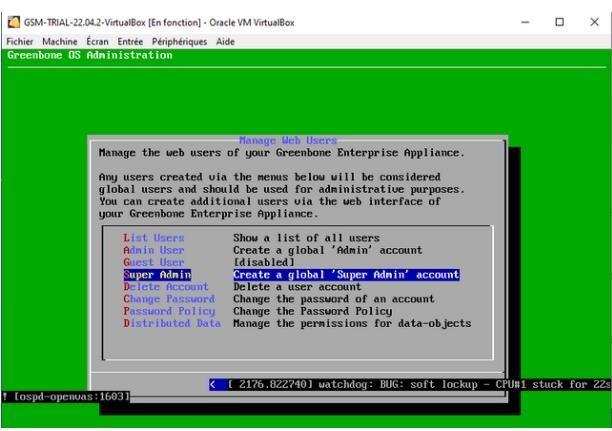 GSM-TRIAL-22.04.2-VirtualBox [En fonction] - Oracle VM VirtualBox
Fichier Machine Écran Entrée Périphériques Aide
Greenbone OS Administration
Manage Web Users
Manage the web users of your Greenbone Enterprise Appliance.
Any users created via the menus below will be considered
global users and should be used for administrative purposes.
You can create additional users via the web interface of
your Greenbone Enterprise Appliance.
List Users Show a list of all users
Admin User Create a global 'Admin' account
Guest User [disabled]
Super Admin Create a global 'Super Admin' account
Delete Account Delete a user account
Change Password Change the password of an account
Password Policy Change the Password Policy
Distributed Data Manage the permissions for data-objects
< [ 2176.822740] watchdog: BUG: soft lockup - CPU#1 stuck for 22s
! [ospd-openvas:1603]